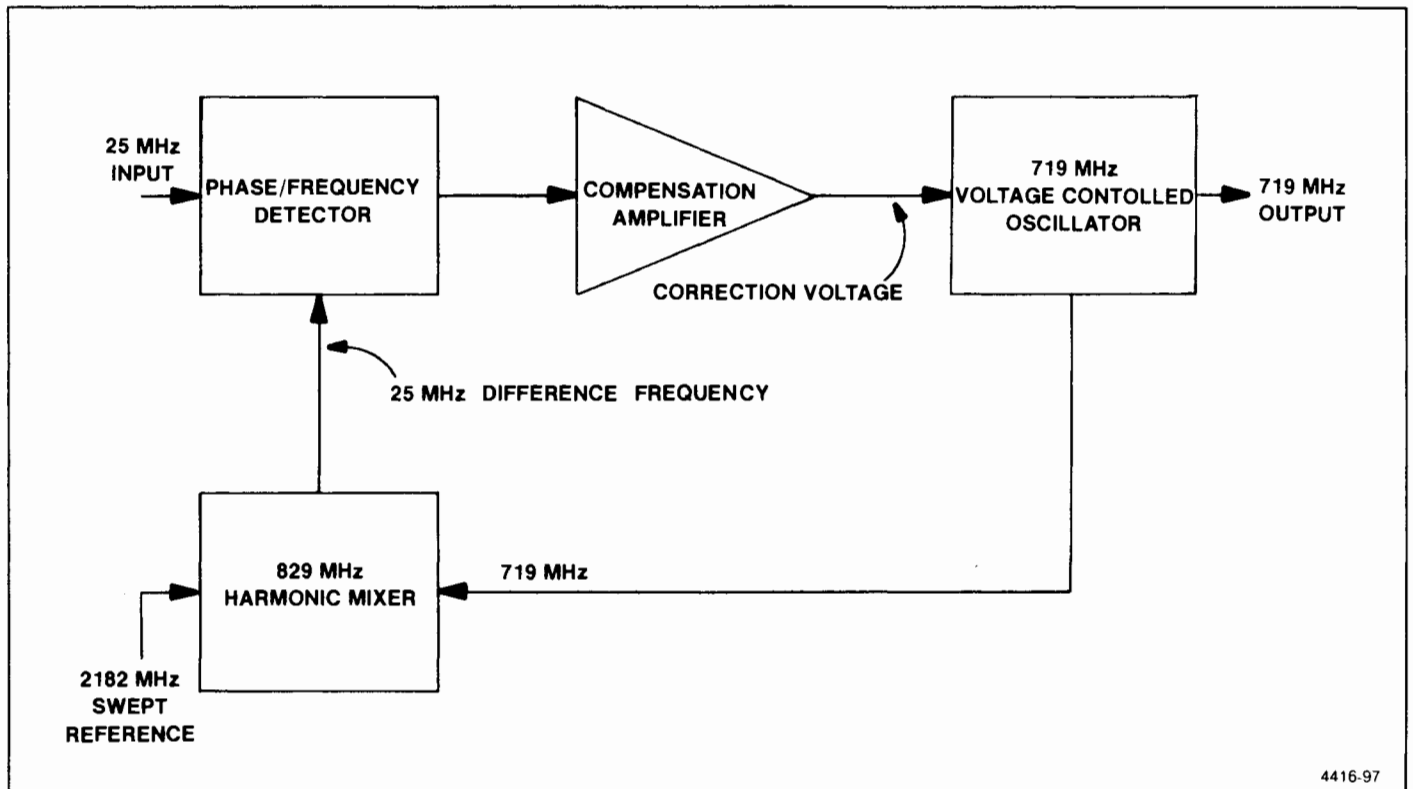 25 MHz
INPUT
PHASE/FREQUENCY
DETECTOR
COMPENSATION
AMPLIFIER
719 MHz
VOLTAGE CONTOLLED
OSCILLATOR
719 MHz
OUTPUT
CORRECTION VOLTAGE
25 MHz DIFFERENCE FREQUENCY
829 MHz
HARMONIC MIXER
719 MHz
2182 MHz
SWEPT
REFERENCE
4416-97